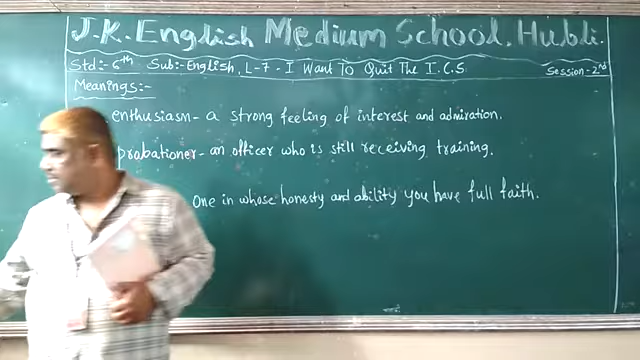 J.K. English Medium School, Hubli.
Std:- 6th Sub:- English, L-7-I Want To Quit The I.C.S. Session:- 2nd
Meanings:-
enthusiasm - a strong feeling of interest and admiration.
probationer - an officer who is still receiving training.
One in whose honesty and ability you have full faith.